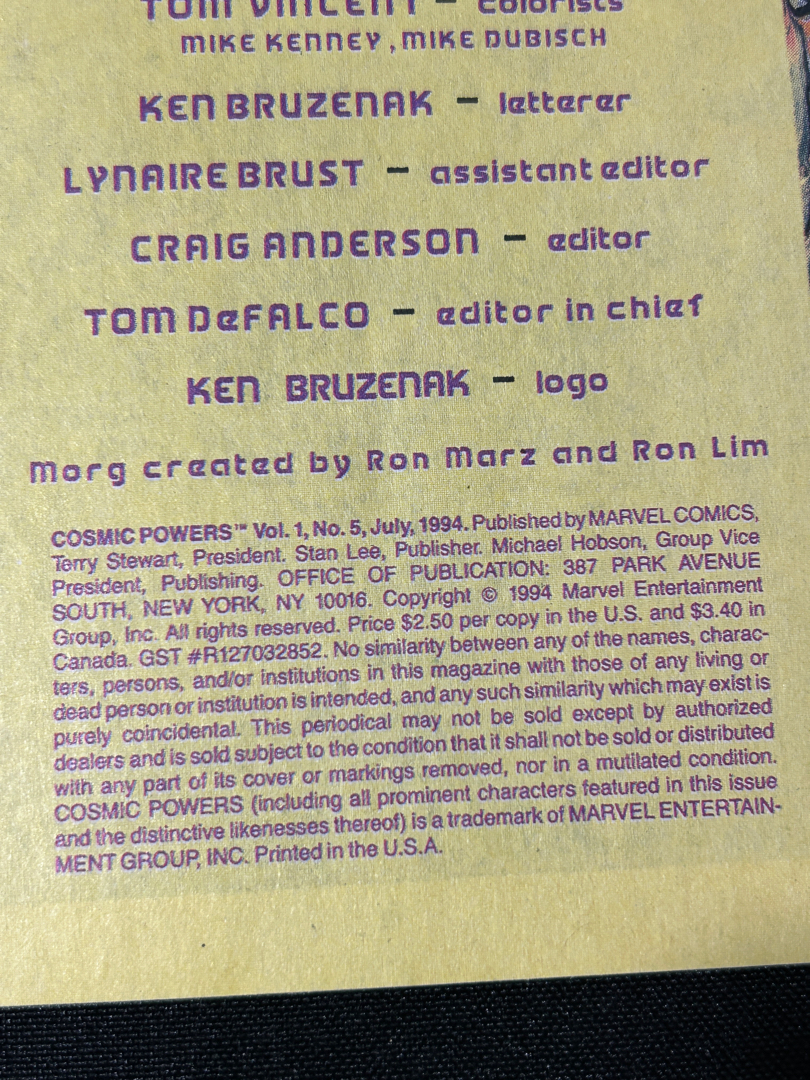 TOM VINCENT – colorists
MIKE KENNEY, MIKE DUBISCH
KEN BRUZENAK – letterer
LYNAIRE BRUST – assistant editor
CRAIG ANDERSON – editor
TOM DeFALCO – editor in chief
KEN BRUZENAK – logo
Morg created by Ron Marz and Ron Lim
COSMIC POWERS™ Vol. 1, No. 5, July, 1994. Published by MARVEL COMICS,
Terry Stewart, President. Stan Lee, Publisher. Michael Hobson, Group Vice
President, Publishing. OFFICE OF PUBLICATION: 387 PARK AVENUE
SOUTH, NEW YORK, NY 10016. Copyright © 1994 Marvel Entertainment
Group, Inc. All rights reserved. Price $2.50 per copy in the U.S. and $3.40 in
Canada. GST #R127032852. No similarity between any of the names, charac-
ters, persons, and/or institutions in this magazine with those of any living or
dead person or institution is intended, and any such similarity which may exist is
purely coincidental. This periodical may not be sold except by authorized
dealers and is sold subject to the condition that it shall not be sold or distributed
with any part of its cover or markings removed, nor in a mutilated condition.
COSMIC POWERS (including all prominent characters featured in this issue
and the distinctive likenesses thereof) is a trademark of MARVEL ENTERTAIN-
MENT GROUP, INC. Printed in the U.S.A.